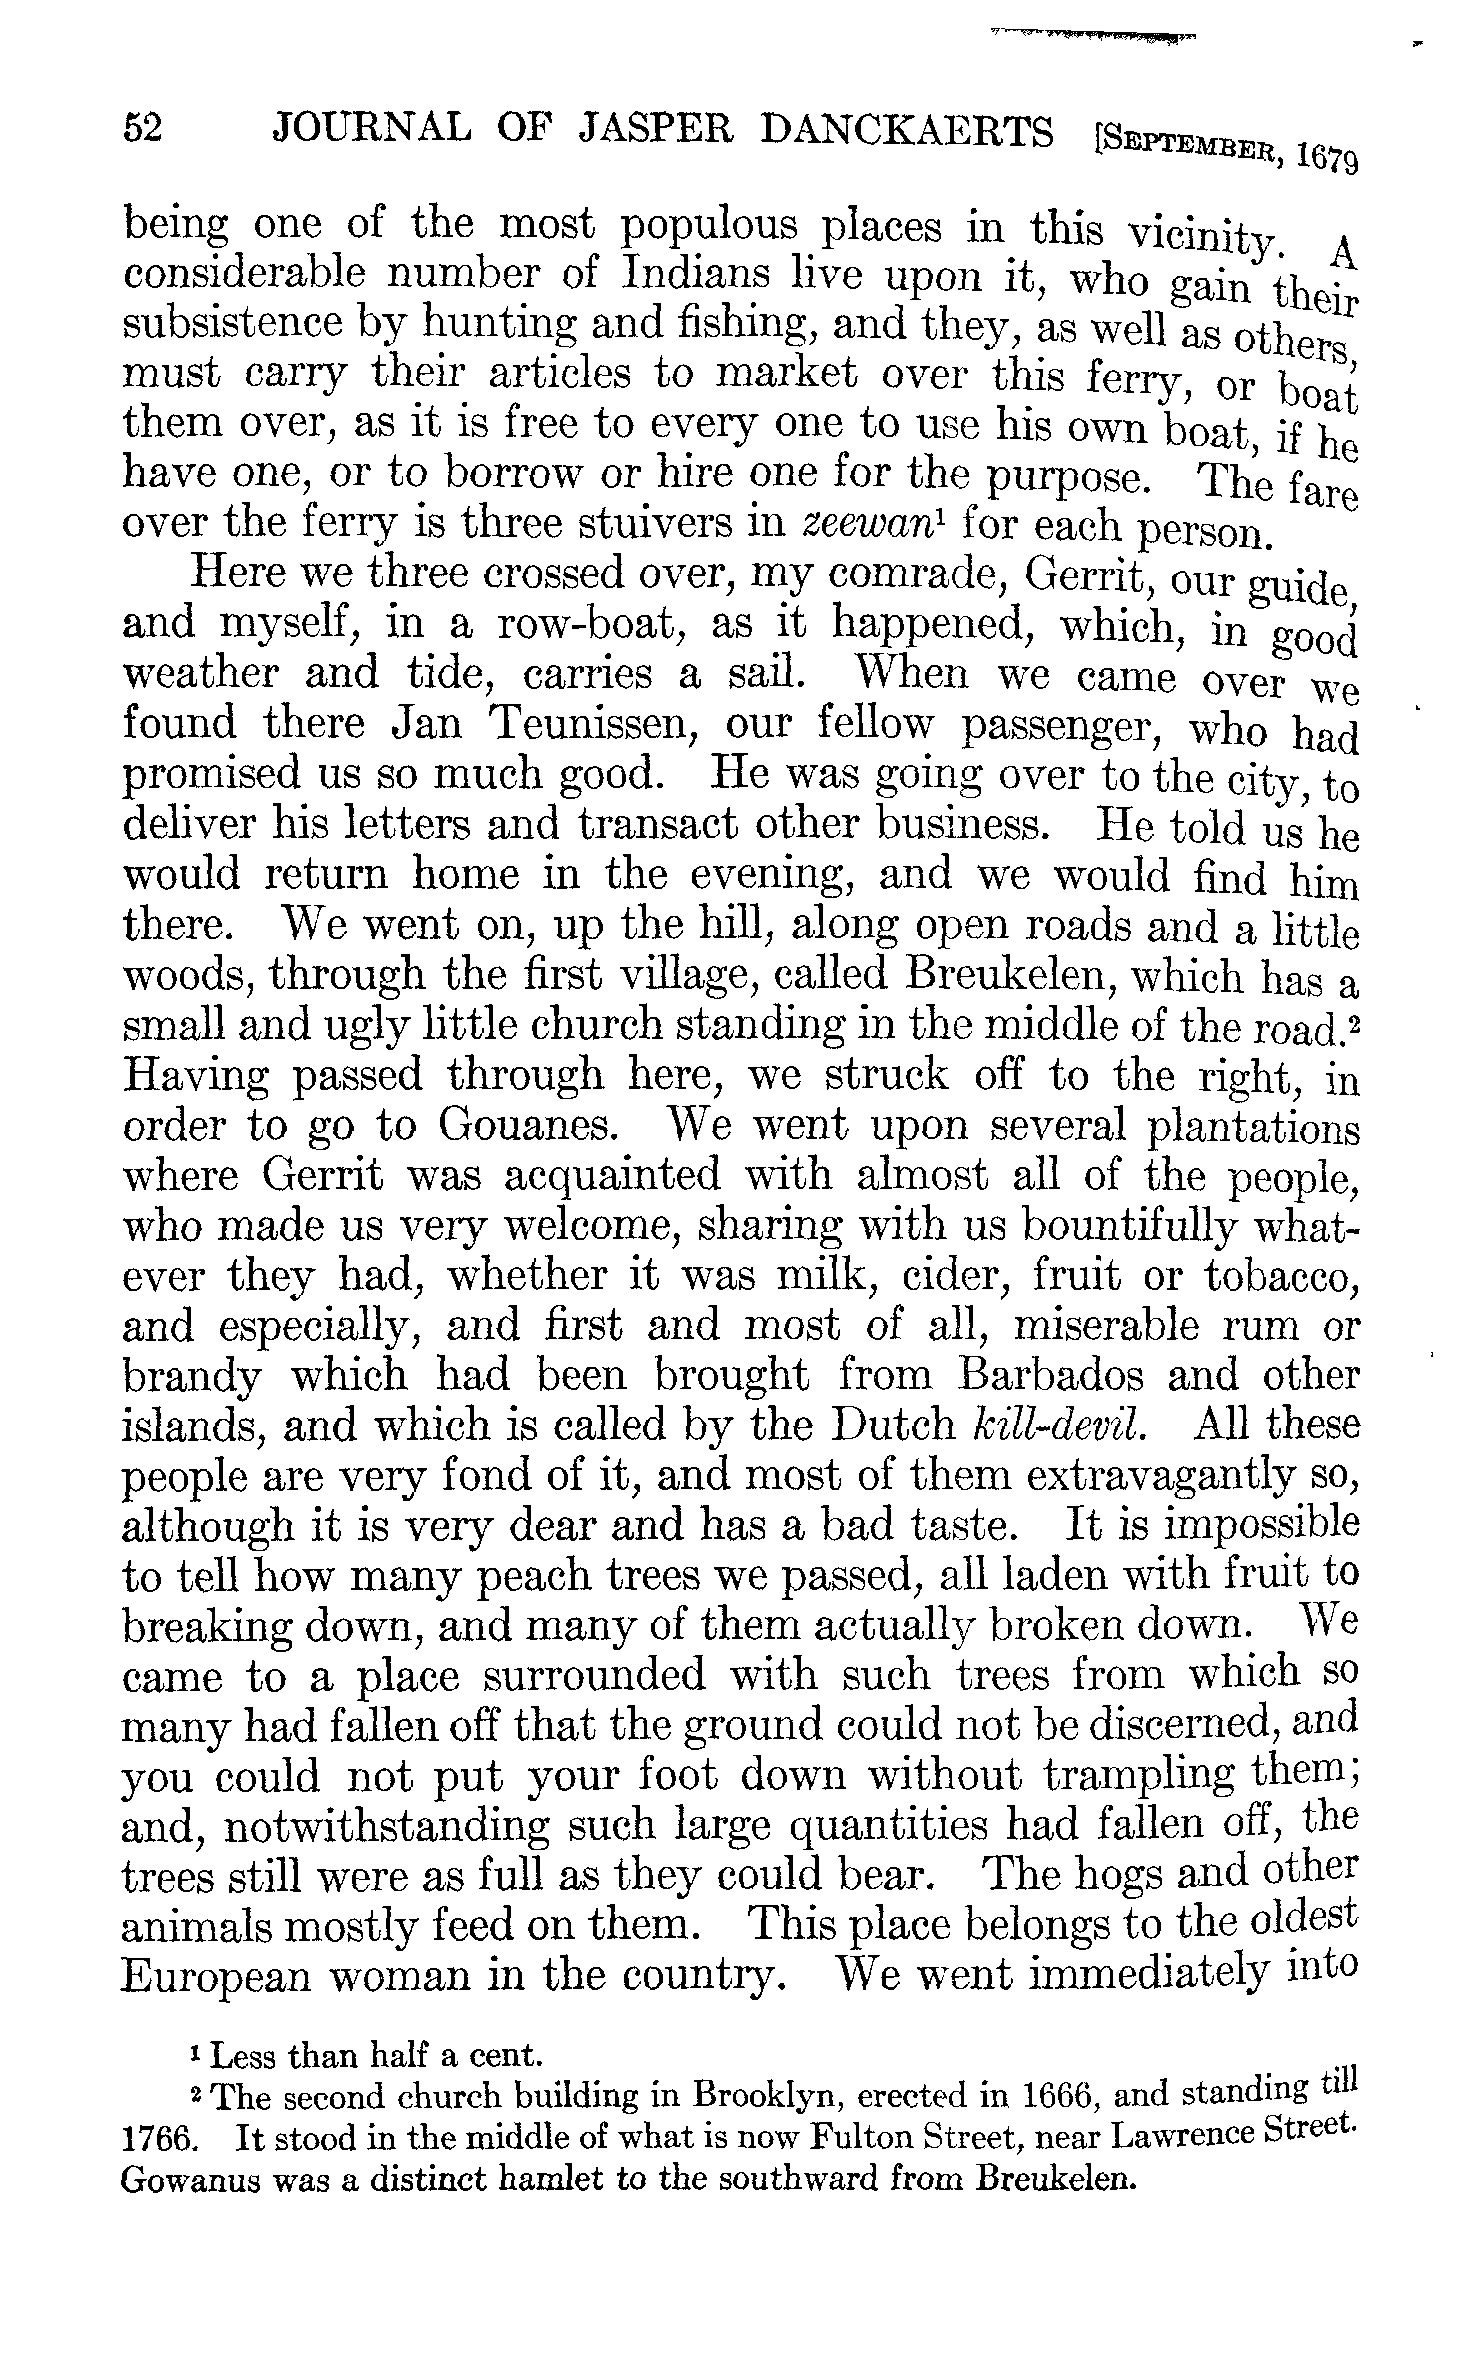 52 JOURNAL OF JASPER DANCKAERTS [SEPTEMBER, 1679
being one of the most populous places in this vicinity. A
considerable number of Indians live upon it, who gain their
subsistence by hunting and fishing, and they, as well as others,
must carry their articles to market over this ferry, or boat
them over, as it is free to every one to use his own boat, if he
have one, or to borrow or hire one for the purpose. The fare
over the ferry is three stuivers in zeewan¹ for each person.
Here we three crossed over, my comrade, Gerrit, our guide,
and myself, in a row-boat, as it happened, which, in good
weather and tide, carries a sail. When we came over we
found there Jan Teunissen, our fellow passenger, who had
promised us so much good. He was going over to the city, to
deliver his letters and transact other business. He told us he
would return home in the evening, and we would find him
there. We went on, up the hill, along open roads and a little
woods, through the first village, called Breukelen, which has a
small and ugly little church standing in the middle of the road.²
Having passed through here, we struck off to the right, in
order to go to Gouanes. We went upon several plantations
where Gerrit was acquainted with almost all of the people,
who made us very welcome, sharing with us bountifully what-
ever they had, whether it was milk, cider, fruit or tobacco,
and especially, and first and most of all, miserable rum or
brandy which had been brought from Barbados and other
islands, and which is called by the Dutch kill-devil. All these
people are very fond of it, and most of them extravagantly so,
although it is very dear and has a bad taste. It is impossible
to tell how many peach trees we passed, all laden with fruit to
breaking down, and many of them actually broken down. We
came to a place surrounded with such trees from which so
many had fallen off that the ground could not be discerned, and
you could not put your foot down without trampling them;
and, notwithstanding such large quantities had fallen off, the
trees still were as full as they could bear. The hogs and other
animals mostly feed on them. This place belongs to the oldest
European woman in the country. We went immediately into
¹ Less than half a cent.
² The second church building in Brooklyn, erected in 1666, and standing till
1766. It stood in the middle of what is now Fulton Street, near Lawrence Street.
Gowanus was a distinct hamlet to the southward from Breukelen.